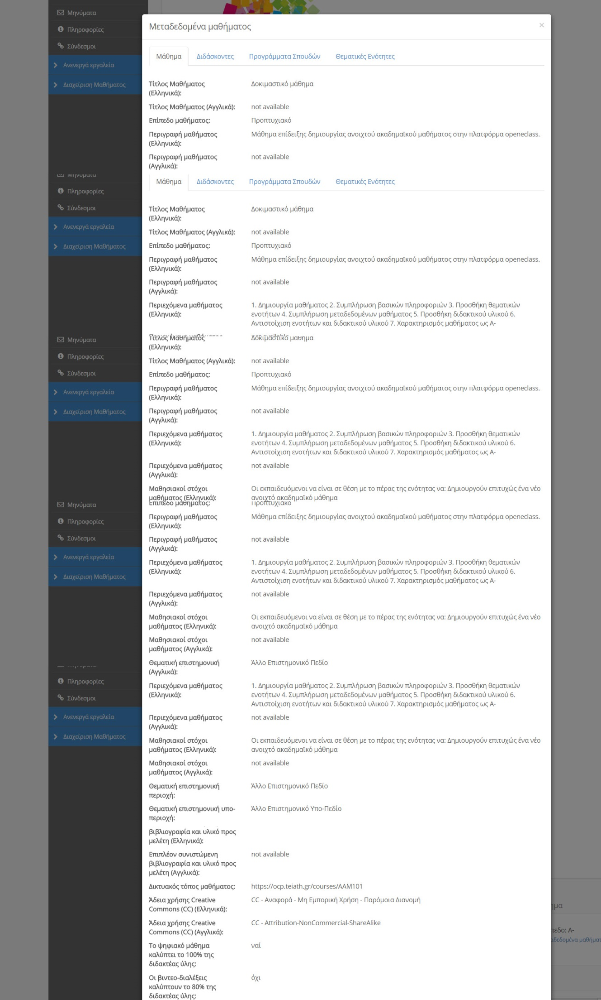 Μηνύματα
Πληροφορίες
Σύνδεσμοι
Ανενεργά εργαλεία
Διαχείριση Μαθήματος
Μεταδεδομένα μαθήματος
×
Μάθημα Διδάσκοντες Προγράμματα Σπουδών Θεματικές Ενότητες
Τίτλος Μαθήματος Δοκιμαστικό μάθημα
(Ελληνικά):
Τίτλος Μαθήματος (Αγγλικά): not available
Επίπεδο μαθήματος: Προπτυχιακό
Περιγραφή μαθήματος Μάθημα επίδειξης δημιουργίας ανοιχτού ακαδημαϊκού μαθήματος στην πλατφόρμα openeclass.
(Ελληνικά):
Περιγραφή μαθήματος not available
(Αγγλικά):
Μηνύματα
Πληροφορίες
Σύνδεσμοι
Ανενεργά εργαλεία
Διαχείριση Μαθήματος
Μάθημα Διδάσκοντες Προγράμματα Σπουδών Θεματικές Ενότητες
Τίτλος Μαθήματος Δοκιμαστικό μάθημα
(Ελληνικά):
Τίτλος Μαθήματος (Αγγλικά): not available
Επίπεδο μαθήματος: Προπτυχιακό
Περιγραφή μαθήματος Μάθημα επίδειξης δημιουργίας ανοιχτού ακαδημαϊκού μαθήματος στην πλατφόρμα openeclass.
(Ελληνικά):
Περιγραφή μαθήματος not available
(Αγγλικά):
Περιεχόμενα μαθήματος 1. Δημιουργία μαθήματος 2. Συμπλήρωση βασικών πληροφοριών 3. Προσθήκη θεματικών
(Ελληνικά): ενοτήτων 4. Συμπλήρωση μεταδεδομένων μαθήματος 5. Προσθήκη διδακτικού υλικού 6.
Αντιστοίχιση ενοτήτων και διδακτικού υλικού 7. Χαρακτηρισμός μαθήματος ως Α-
Μηνύματα
Πληροφορίες
Σύνδεσμοι
Ανενεργά εργαλεία
Διαχείριση Μαθήματος
Τίτλος Μαθήματος Δοκιμαστικό μάθημα
(Ελληνικά):
Τίτλος Μαθήματος (Αγγλικά): not available
Επίπεδο μαθήματος: Προπτυχιακό
Περιγραφή μαθήματος Μάθημα επίδειξης δημιουργίας ανοιχτού ακαδημαϊκού μαθήματος στην πλατφόρμα openeclass.
(Ελληνικά):
Περιγραφή μαθήματος not available
(Αγγλικά):
Περιεχόμενα μαθήματος 1. Δημιουργία μαθήματος 2. Συμπλήρωση βασικών πληροφοριών 3. Προσθήκη θεματικών
(Ελληνικά): ενοτήτων 4. Συμπλήρωση μεταδεδομένων μαθήματος 5. Προσθήκη διδακτικού υλικού 6.
Αντιστοίχιση ενοτήτων και διδακτικού υλικού 7. Χαρακτηρισμός μαθήματος ως Α-
Περιεχόμενα μαθήματος not available
(Αγγλικά):
Μαθησιακοί στόχοι Οι εκπαιδευόμενοι να είναι σε θέση με το πέρας της ενότητας να: Δημιουργούν επιτυχώς ένα νέο
μαθήματος (Ελληνικά): ανοιχτό ακαδημαϊκό μάθημα
Μηνύματα
Πληροφορίες
Σύνδεσμοι
Ανενεργά εργαλεία
Διαχείριση Μαθήματος
Επίπεδο μαθήματος: Προπτυχιακό
Περιγραφή μαθήματος Μάθημα επίδειξης δημιουργίας ανοιχτού ακαδημαϊκού μαθήματος στην πλατφόρμα openeclass.
(Ελληνικά):
Περιγραφή μαθήματος not available
(Αγγλικά):
Περιεχόμενα μαθήματος 1. Δημιουργία μαθήματος 2. Συμπλήρωση βασικών πληροφοριών 3. Προσθήκη θεματικών
(Ελληνικά): ενοτήτων 4. Συμπλήρωση μεταδεδομένων μαθήματος 5. Προσθήκη διδακτικού υλικού 6.
Αντιστοίχιση ενοτήτων και διδακτικού υλικού 7. Χαρακτηρισμός μαθήματος ως Α-
Περιεχόμενα μαθήματος not available
(Αγγλικά):
Μαθησιακοί στόχοι Οι εκπαιδευόμενοι να είναι σε θέση με το πέρας της ενότητας να: Δημιουργούν επιτυχώς ένα νέο
μαθήματος (Ελληνικά): ανοιχτό ακαδημαϊκό μάθημα
Μαθησιακοί στόχοι not available
μαθήματος (Αγγλικά):
Θεματική επιστημονική Άλλο Επιστημονικό Πεδίο
Πληροφορίες
Σύνδεσμοι
Ανενεργά εργαλεία
Διαχείριση Μαθήματος
(Αγγλικά):
Περιεχόμενα μαθήματος 1. Δημιουργία μαθήματος 2. Συμπλήρωση βασικών πληροφοριών 3. Προσθήκη θεματικών
(Ελληνικά): ενοτήτων 4. Συμπλήρωση μεταδεδομένων μαθήματος 5. Προσθήκη διδακτικού υλικού 6.
Αντιστοίχιση ενοτήτων και διδακτικού υλικού 7. Χαρακτηρισμός μαθήματος ως Α-
Περιεχόμενα μαθήματος not available
(Αγγλικά):
Μαθησιακοί στόχοι Οι εκπαιδευόμενοι να είναι σε θέση με το πέρας της ενότητας να: Δημιουργούν επιτυχώς ένα νέο
μαθήματος (Ελληνικά): ανοιχτό ακαδημαϊκό μάθημα
Μαθησιακοί στόχοι not available
μαθήματος (Αγγλικά):
Θεματική επιστημονική Άλλο Επιστημονικό Πεδίο
περιοχή:
Θεματική επιστημονική υπο- Άλλο Επιστημονικό Υπο-Πεδίο
περιοχή:
βιβλιογραφία και υλικό προς
μελέτη (Ελληνικά):
Επιπλέον συνιστώμενη not available
βιβλιογραφία και υλικό προς
μελέτη (Αγγλικά):
Δικτυακός τόπος μαθήματος: https://ocp.teiath.gr/courses/AAM101
Άδεια χρήσης Creative CC - Αναφορά - Μη Εμπορική Χρήση - Παρόμοια Διανομή
Commons (CC) (Ελληνικά):
Άδεια χρήσης Creative CC - Attribution-NonCommercial-ShareAlike
Commons (CC) (Αγγλικά):
Το ψηφιακό μάθημα ναί
καλύπτει το 100% της
διδακτέας ύλης:
Οι βιντεο-διαλέξεις όχι
καλύπτουν το 80% της
διδακτέας ύλης:
ημα
πεδο: Α-
αδεδομένα μαθήματ